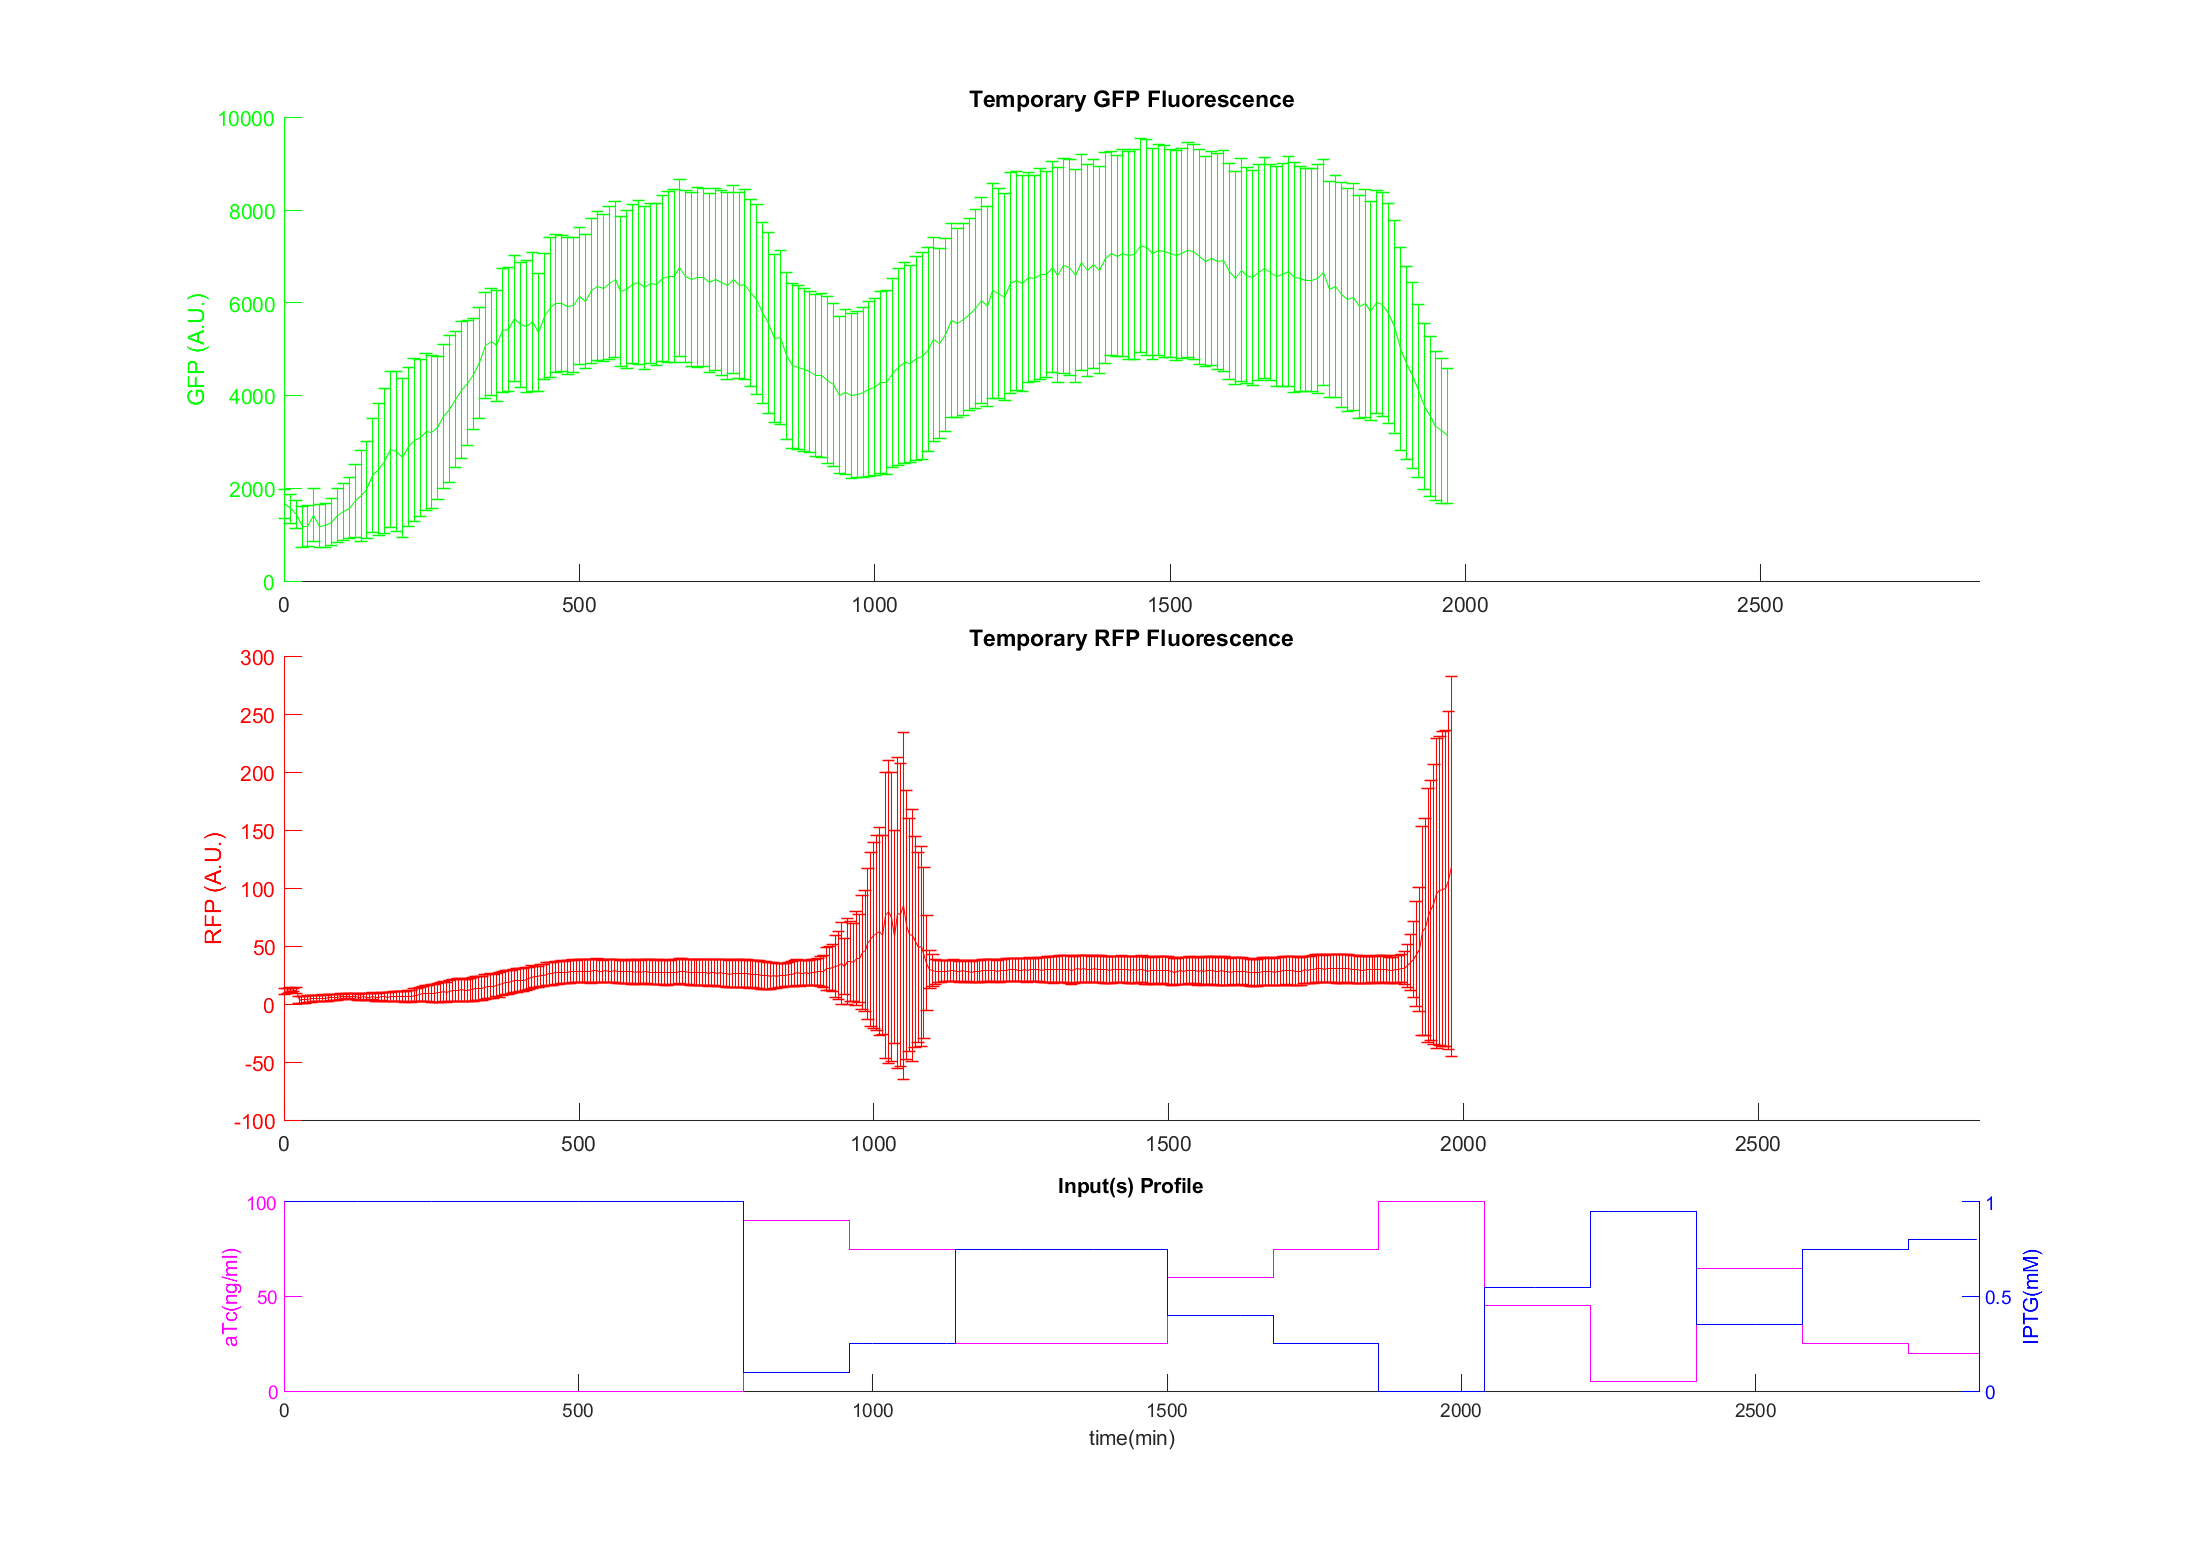 Temporary GFP Fluorescence
10000
8000
6000
4000
2000
0
GFP (A.U.)
0 500 1000 1500 2000 2500
Temporary RFP Fluorescence
300
250
200
150
100
50
0
-50
-100
RFP (A.U.)
0 500 1000 1500 2000 2500
Input(s) Profile
100
50
0
aTc(ng/ml)
1
0.5
0
IPTG(mM)
0 500 1000 1500 2000 2500
time(min)